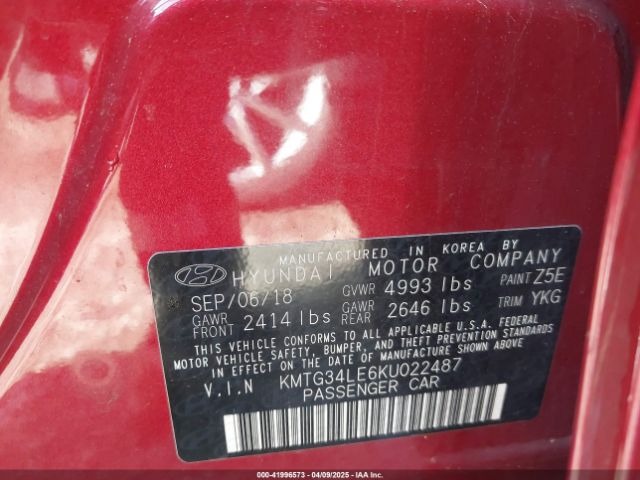 MANUFACTURED IN KOREA BY
HYUNDAI MOTOR COMPANY
SEP/06/18 GVWR 4993 lbs PAINT Z5E
GAWR FRONT 2414 lbs GAWR REAR 2646 lbs TRIM YKG
THIS VEHICLE CONFORMS TO ALL APPLICABLE U.S.A. FEDERAL
MOTOR VEHICLE SAFETY, BUMPER, AND THEFT PREVENTION STANDARDS
IN EFFECT ON THE DATE OF MANUFACTURE SHOWN ABOVE.
V.I.N KMTG34LE6KU022487
PASSENGER CAR
000-41996573 - 04/09/2025 - IAAI.COM